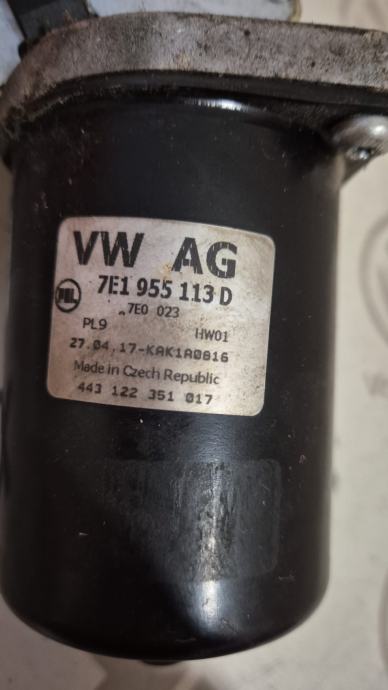 VW AG
7E1 955 113 D
7E0 023
PL9 HW01
27.04.17-KAK1A0816
Made in Czech Republic
443 122 351 017